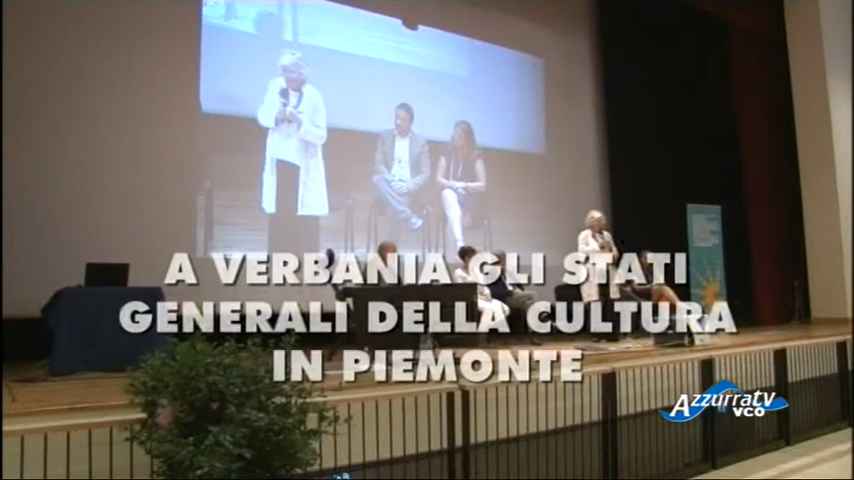 A VERBANIA GLI STATI
GENERALI DELLA CULTURA
IN PIEMONTE
Azzurratv
VCO